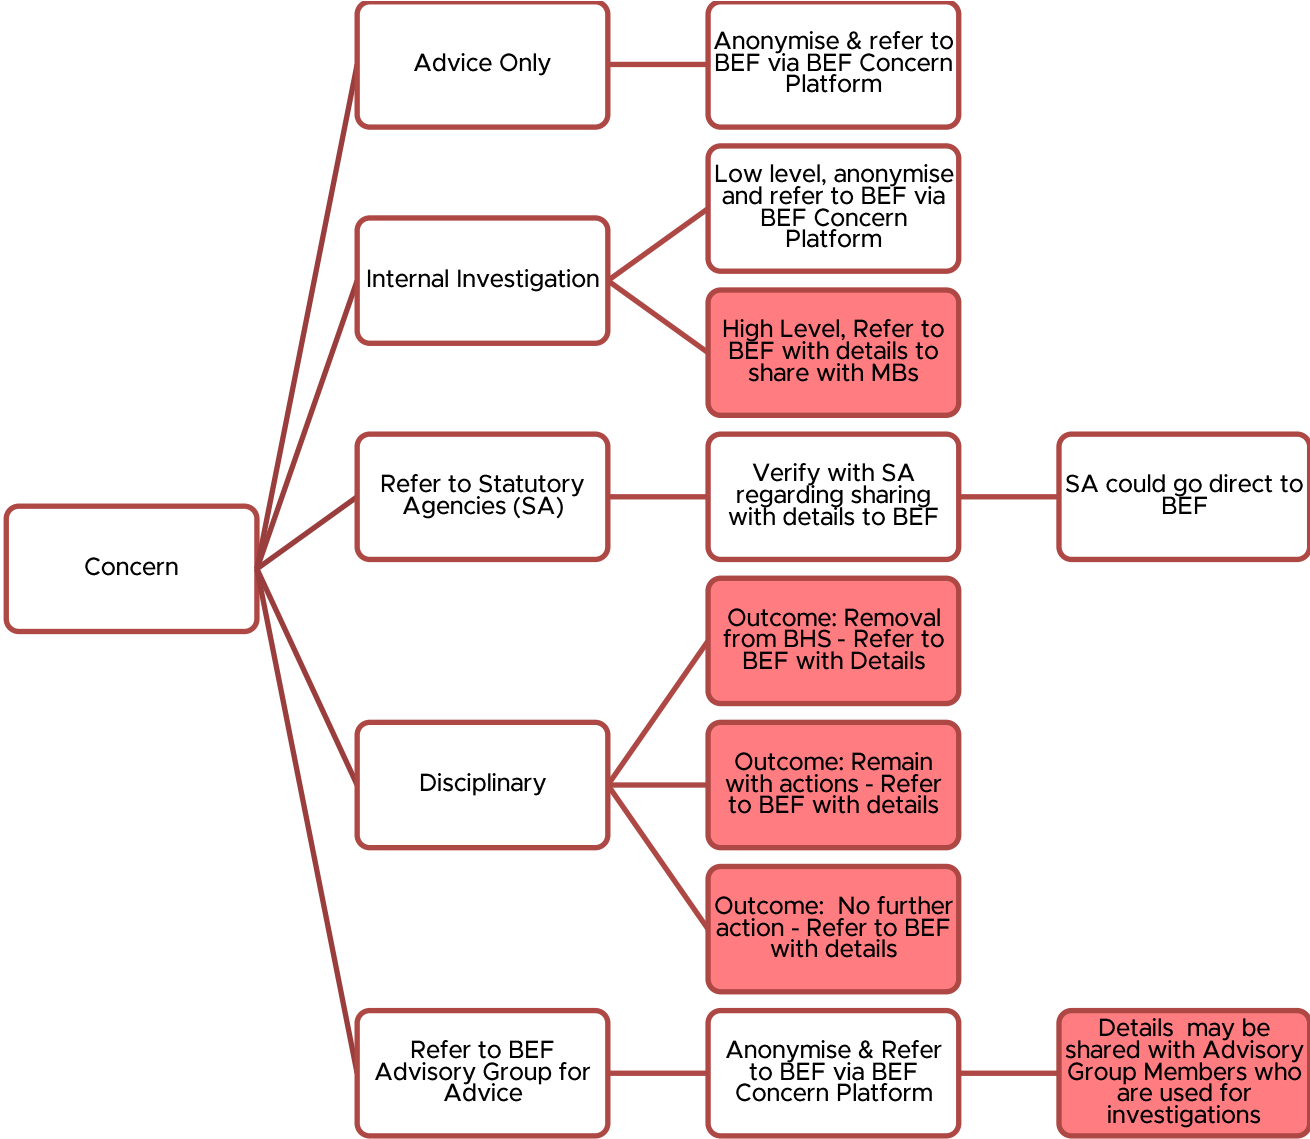 Advice Only
Anonymise & refer to
BEF via BEF Concern
Platform
Low level, anonymise
and refer to BEF via
BEF Concern
Platform
Internal Investigation
High Level, Refer to
BEF with details to
share with MBs
Refer to Statutory
Agencies (SA)
Verify with SA
regarding sharing
with details to BEF
SA could go direct to
BEF
Concern
Outcome: Removal
from BHS - Refer to
BEF with Details
Disciplinary
Outcome: Remain
with actions - Refer
to BEF with details
Outcome:  No further
action - Refer to BEF
with details
Refer to BEF
Advisory Group for
Advice
Anonymise & Refer
to BEF via BEF
Concern Platform
Details  may be
shared with Advisory
Group Members who
are used for
investigations